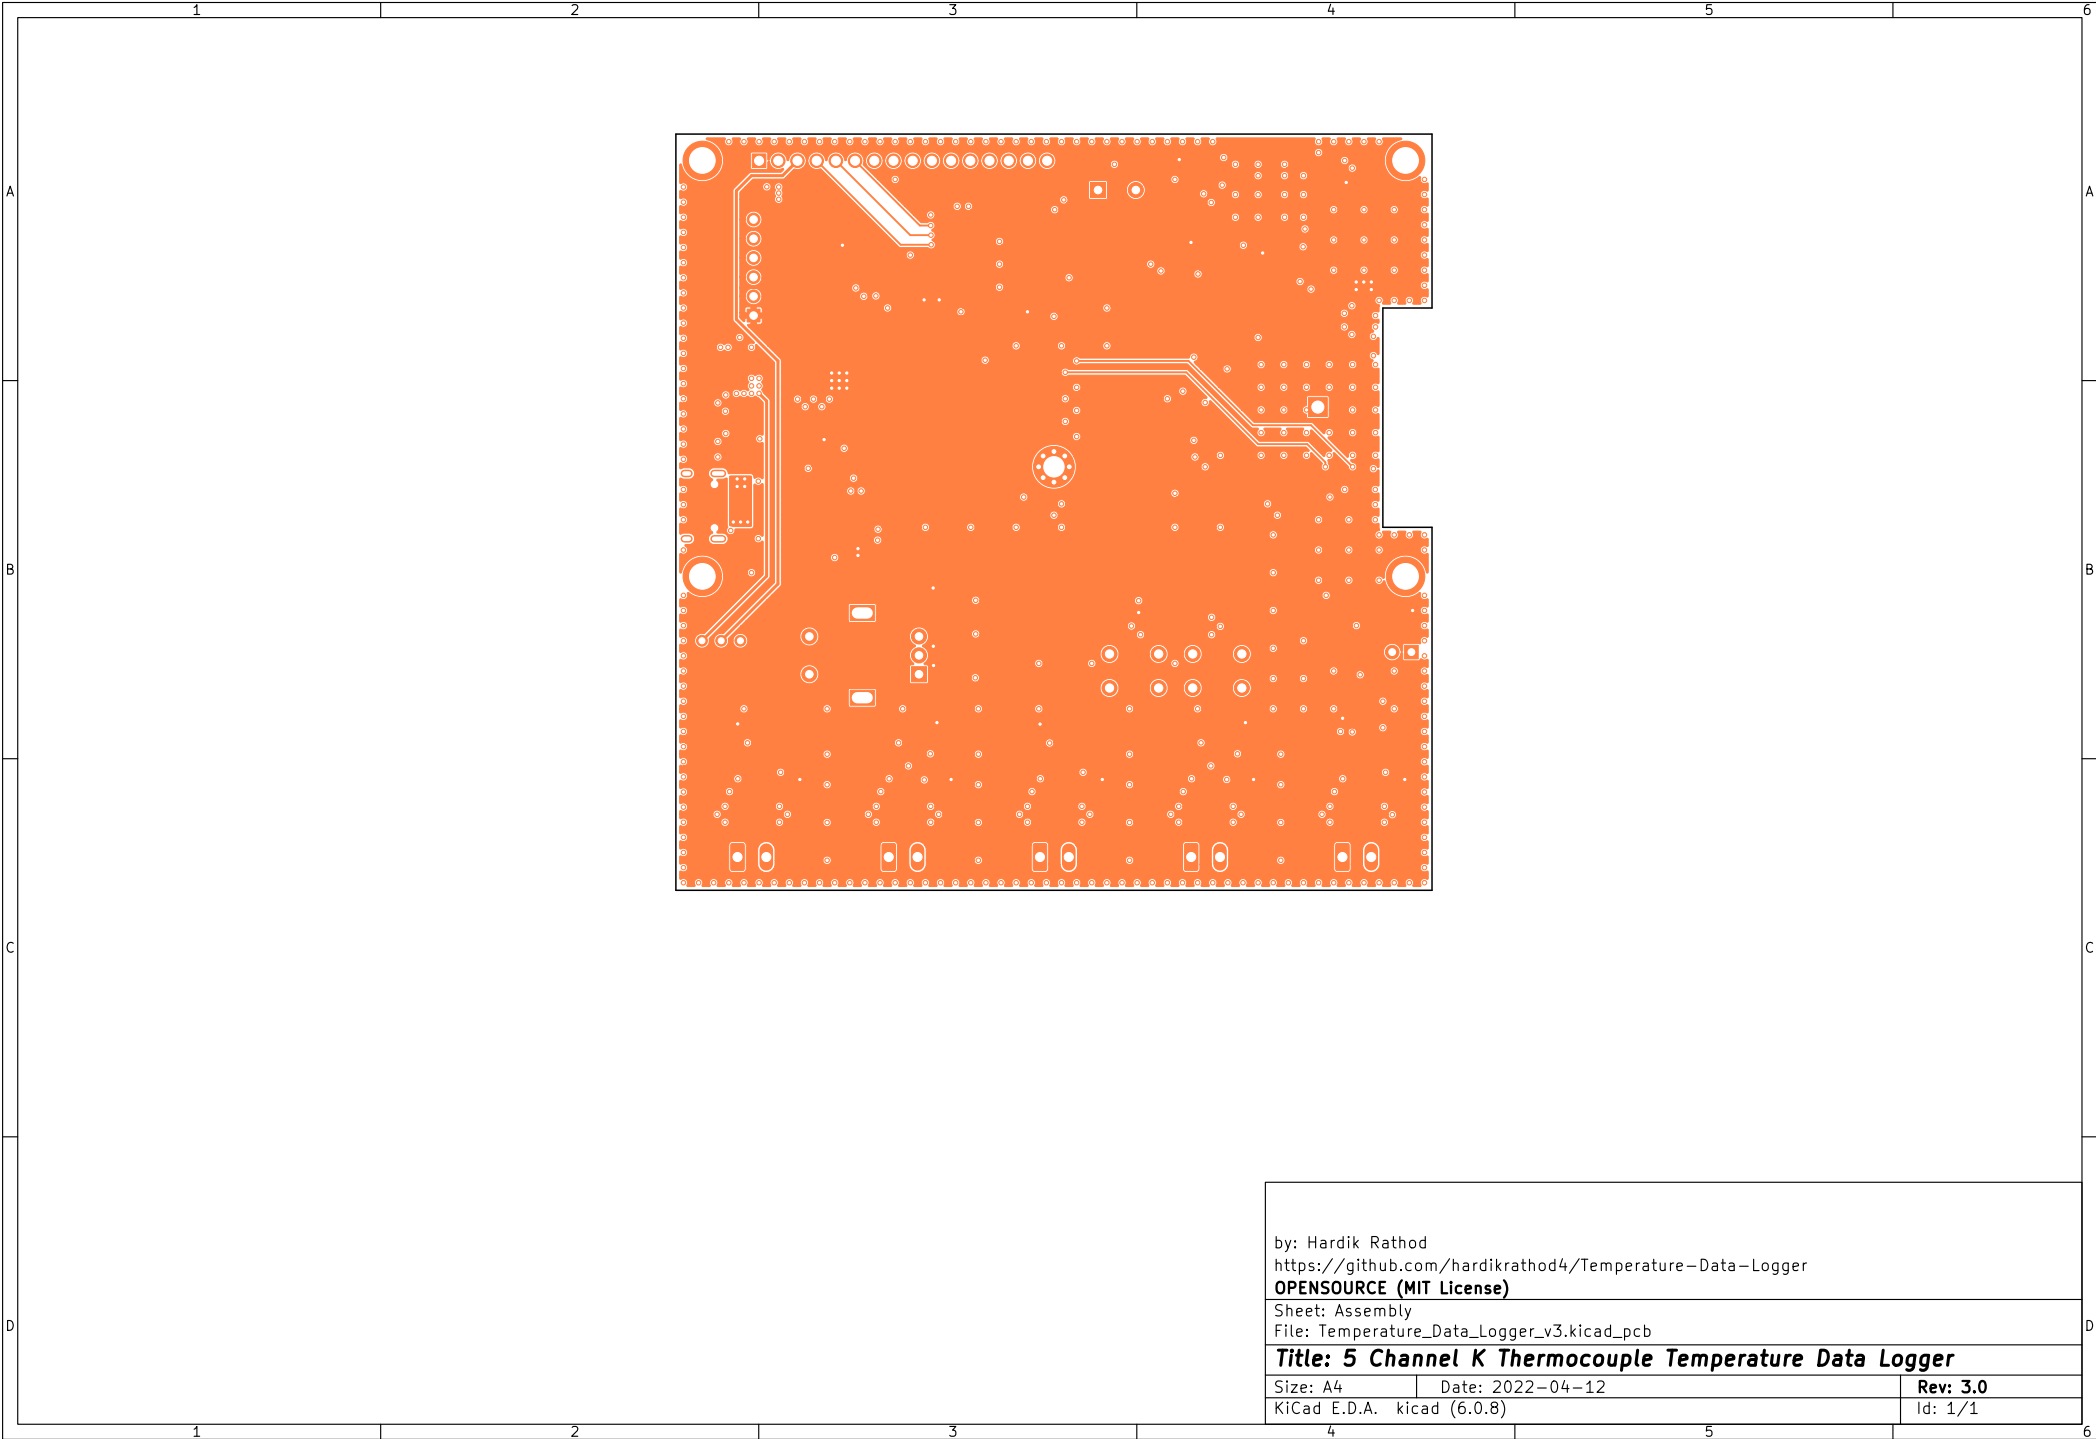 1 2 3 4 5 6
A A
B B
C C
by: Hardik Rathod
https://github.com/hardikrathod4/Temperature-Data-Logger
OPENSOURCE (MIT License)
Sheet: Assembly
D D
File: Temperature_Data_Logger_v3.kicad_pcb
Title: 5 Channel K Thermocouple Temperature Data Logger
Size: A4 Date: 2022-04-12 Rev: 3.0
KiCad E.D.A. kicad (6.0.8) Id: 1/1
1 2 3 4 5 6